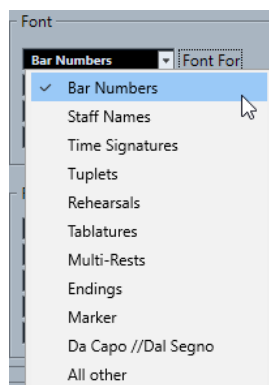 Font
Bar Numbers Font For
Bar Numbers
Staff Names
Time Signatures
Tuplets
Rehearsals
Tablatures
Multi-Rests
Endings
Marker
Da Capo //Dal Segno
All other